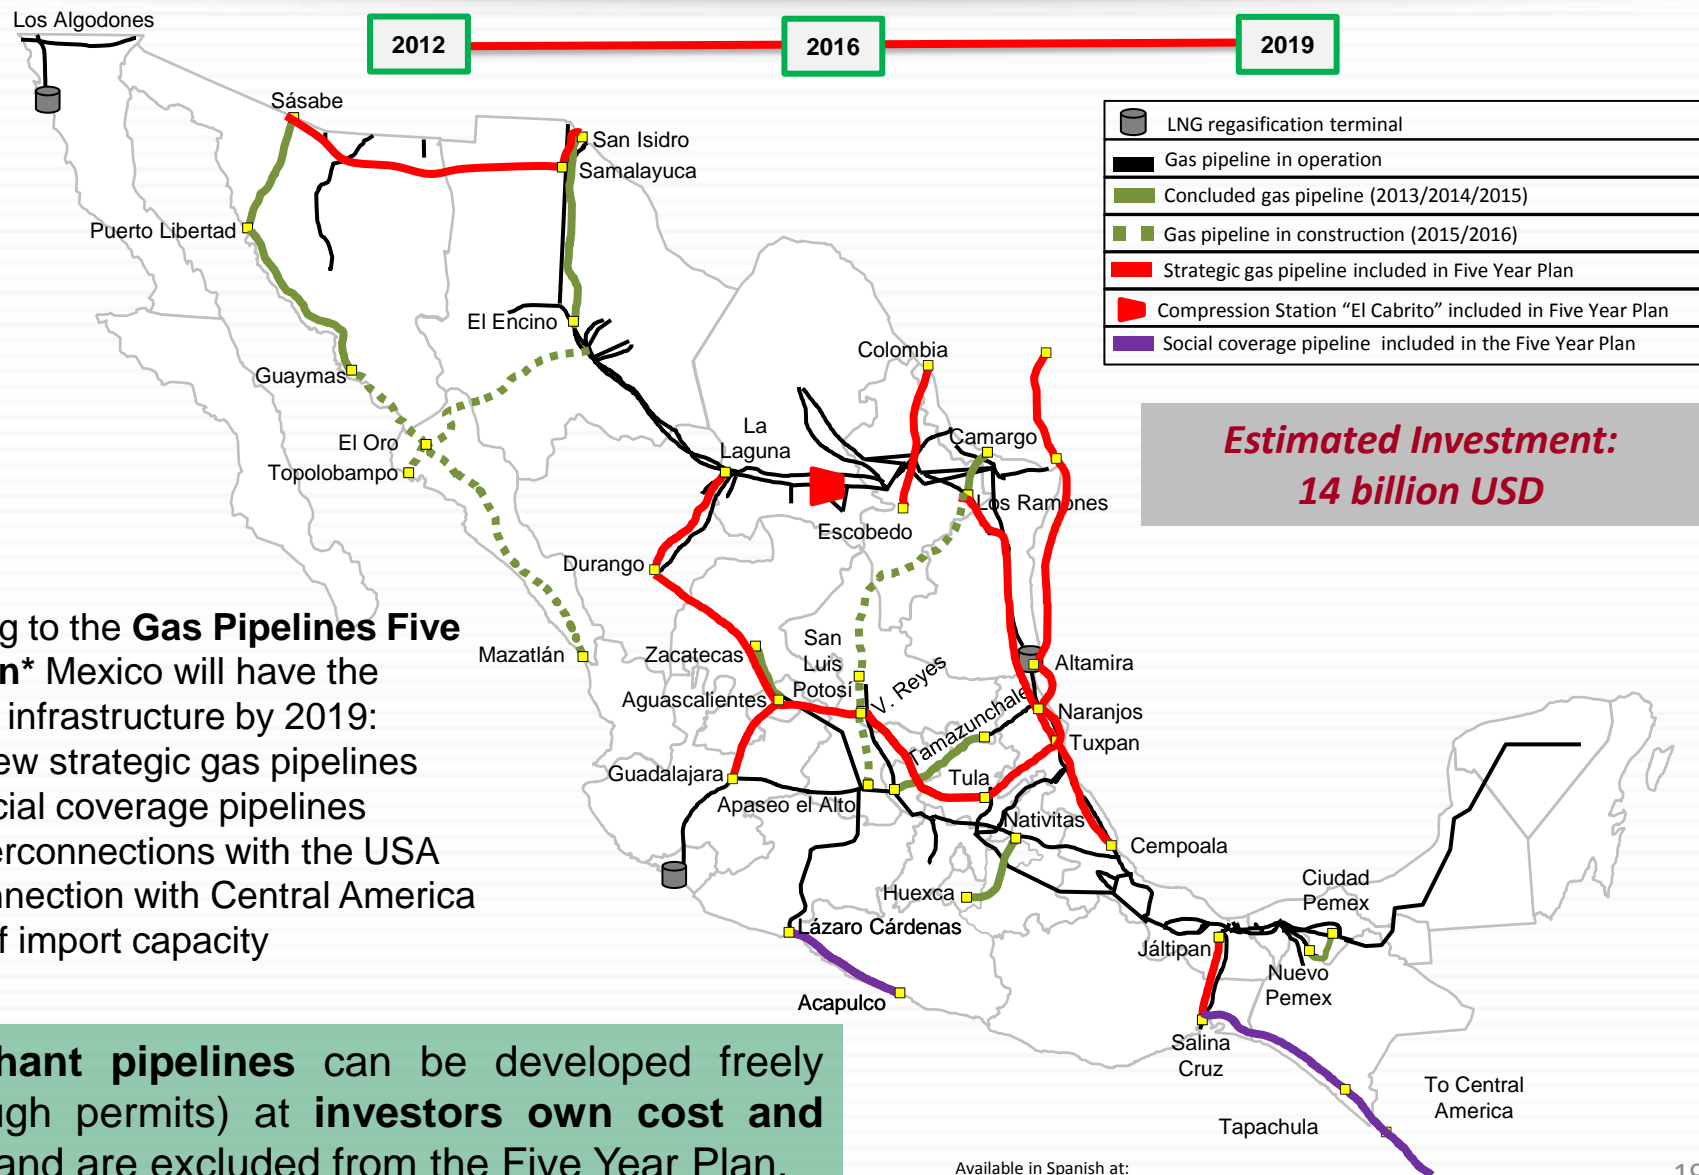 Los Algodones
2012
2016
2019
Sásabe
San Isidro
Samalayuca
LNG regasification terminal
Gas pipeline in operation
Concluded gas pipeline (2013/2014/2015)
Gas pipeline in construction (2015/2016)
Strategic gas pipeline included in Five Year Plan
Compression Station “El Cabrito” included in Five Year Plan
Social coverage pipeline included in the Five Year Plan
Puerto Libertad
El Encino
Guaymas
Colombia
Estimated Investment:
14 billion USD
El Oro
Topolobampo
La
Laguna
Camargo
Los Ramones
Escobedo
Durango
Mazatlán
Zacatecas
San
Luis
Potosí
Aguascalientes
V. Reyes
Tamazunchale
Altamira
Naranjos
Tuxpan
Guadalajara
Apaseo el Alto
Tula
Nativitas
Cempoala
Huexca
Lázaro Cárdenas
Acapulco
Ciudad
Pemex
Jáltipan
Nuevo
Pemex
Salina
Cruz
Tapachula
To Central
America
g to the Gas Pipelines Five
n* Mexico will have the
infrastructure by 2019:
ew strategic gas pipelines
cial coverage pipelines
erconnections with the USA
nnection with Central America
f import capacity
hant pipelines can be developed freely
ugh permits) at investors own cost and
and are excluded from the Five Year Plan.
Available in Spanish at: